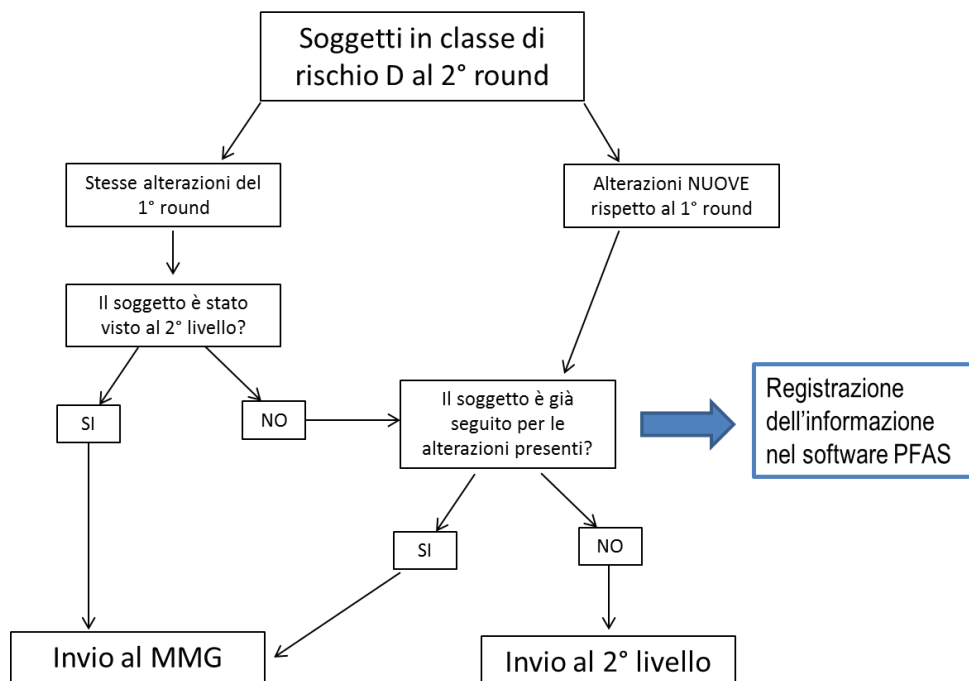 Soggetti in classe di
rischio D al 2° round
Stesse alterazioni del
1° round
Alterazioni NUOVE
rispetto al 1° round
Il soggetto è stato
visto al 2° livello?
SI
NO
Il soggetto è già
seguito per le
alterazioni presenti?
Registrazione
dell'informazione
nel software PFAS
SI
NO
Invio al MMG
Invio al 2° livello